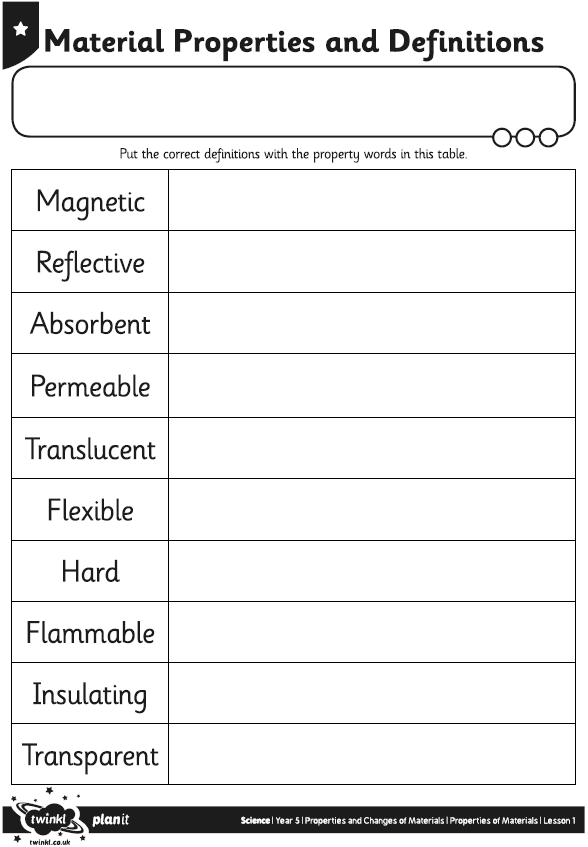 Material Properties and Definitions
Put the correct definitions with the property words in this table.
Magnetic
Reflective
Absorbent
Permeable
Translucent
Flexible
Hard
Flammable
Insulating
Transparent
twinkl planit
twinkl.co.uk
Science | Year 5 | Properties and Changes of Materials | Properties of Materials | Lesson 1